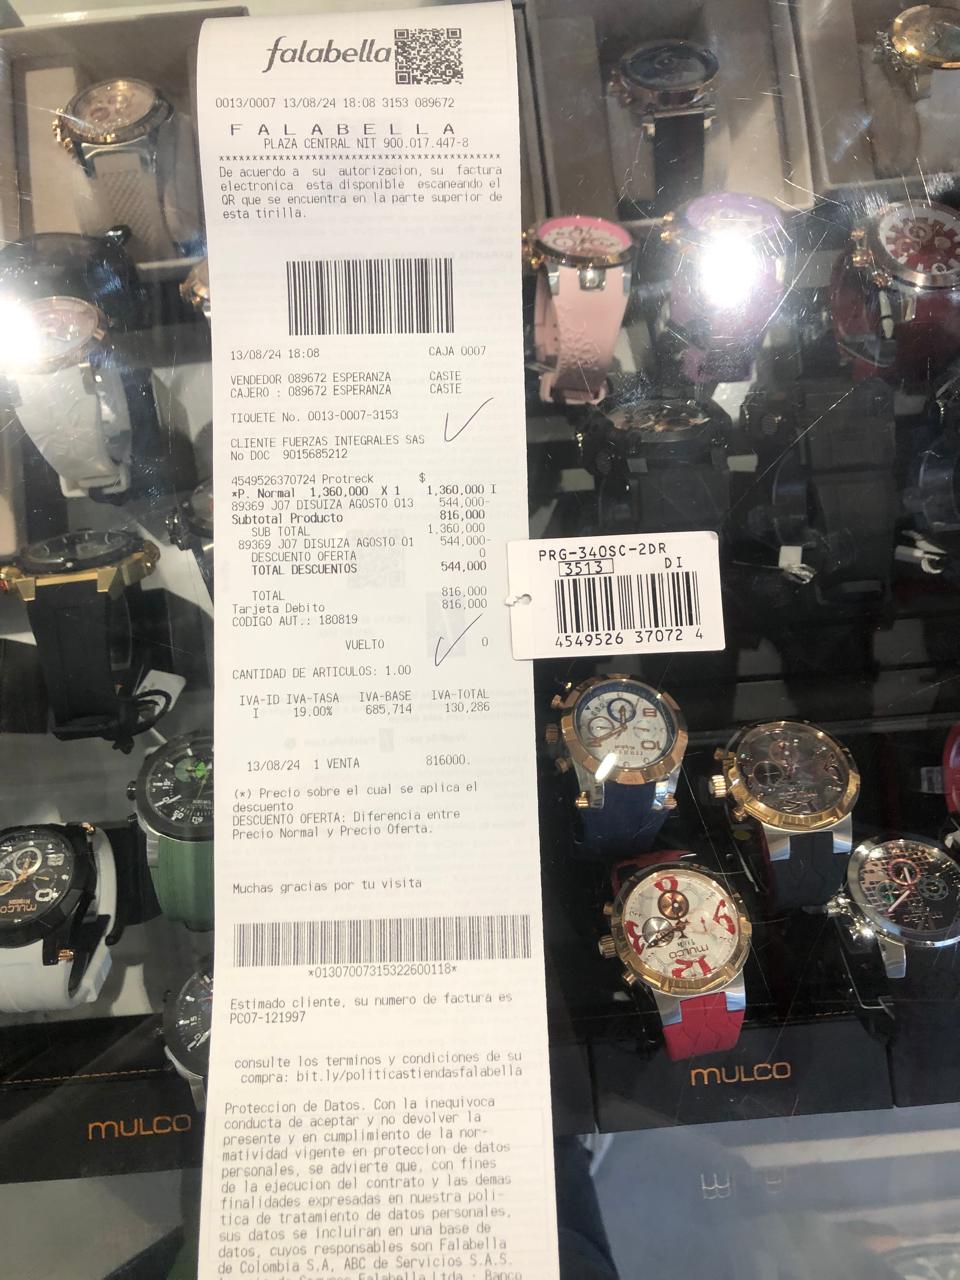 falabella
0013/0007 13/08/24 18:08 3153 089672
F A L A B E L L A
PLAZA CENTRAL NIT 900.017.447-8
****************************************
De acuerdo a su autorizacion, su factura
electronica esta disponible escaneando el
QR que se encuentra en la parte superior de
esta tirilla.
13/08/24 18:08 CAJA 0007
VENDEDOR 089672 ESPERANZA CASTE
CAJERO : 089672 ESPERANZA CASTE
TIQUETE No. 0013-0007-3153
CLIENTE FUERZAS INTEGRALES SAS
No DOC 9015685212
4549526370724 Protreck $
*P. Normal 1,360,000 X 1 1,360,000 I
89369 J07 DISUIZA AGOSTO 013 544,000-
Subtotal Producto 816,000
SUB TOTAL 1,360,000
89369 J07 DISUIZA AGOSTO 01 544,000-
DESCUENTO OFERTA 0
TOTAL DESCUENTOS 544,000
TOTAL 816,000
Tarjeta Debito 816,000
CODIGO AUT.: 180819
VUELTO 0
CANTIDAD DE ARTICULOS: 1.00
IVA-ID IVA-TASA IVA-BASE IVA-TOTAL
I 19.00% 685,714 130,286
13/08/24 1 VENTA 816000.
(*) Precio sobre el cual se aplica el
descuento
DESCUENTO OFERTA: Diferencia entre
Precio Normal y Precio Oferta.
Muchas gracias por tu visita
*01307007315322600118*
Estimado cliente, su numero de factura es
PC07-121997
consulte los terminos y condiciones de su
compra: bit.ly/politicastiendasfalabella
Proteccion de Datos. Con la inequivoca
conducta de aceptar y no devolver la
presente y en cumplimiento de la nor-
matividad vigente en proteccion de datos
personales, se advierte que, con fines
de la ejecucion del contrato y las demas
finalidades expresadas en nuestra poli-
tica de tratamiento de datos personales,
sus datos se incluiran en una base de
datos, cuyos responsables son Falabella
de Colombia S.A, ABC de Servicios S.A.S.
Seguros Falabella Ltda.; Banco
PRG-340SC-2DR
3513 DI
4549526 37072 4
MULCO
MULCO
MULCO
MULCO